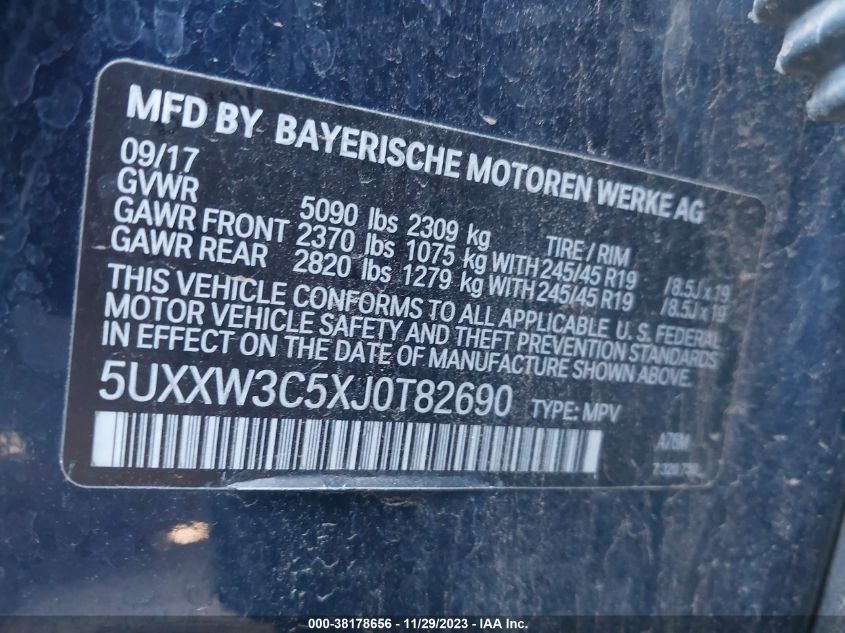 MFD BY BAYERISCHE MOTOREN WERKE AG
09/17
GVWR 5090 lbs 2309 kg TIRE / RIM
GAWR FRONT 2370 lbs 1075 kg WITH 245/45 R19 /8.5J x 19
GAWR REAR 2820 lbs 1279 kg WITH 245/45 R19 /8.5J x 19
THIS VEHICLE CONFORMS TO ALL APPLICABLE U. S. FEDERAL
MOTOR VEHICLE SAFETY AND THEFT PREVENTION STANDARDS
IN EFFECT ON THE DATE OF MANUFACTURE SHOWN ABOVE.
5UXXW3C5XJ0T82690 TYPE: MPV
000-38178656 - 11/29/2023 - IAA Inc.